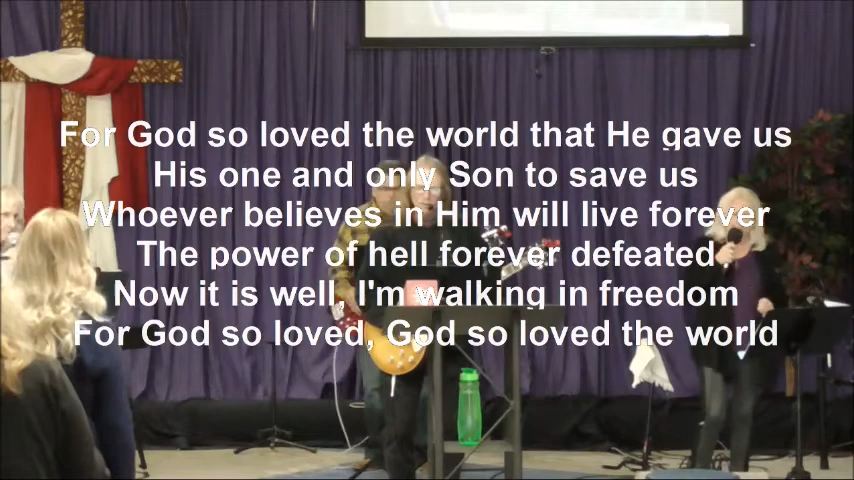 For God so loved the world that He gave us
His one and only Son to save us
Whoever believes in Him will live forever
The power of hell forever defeated
Now it is well, I'm walking in freedom
For God so loved, God so loved the world